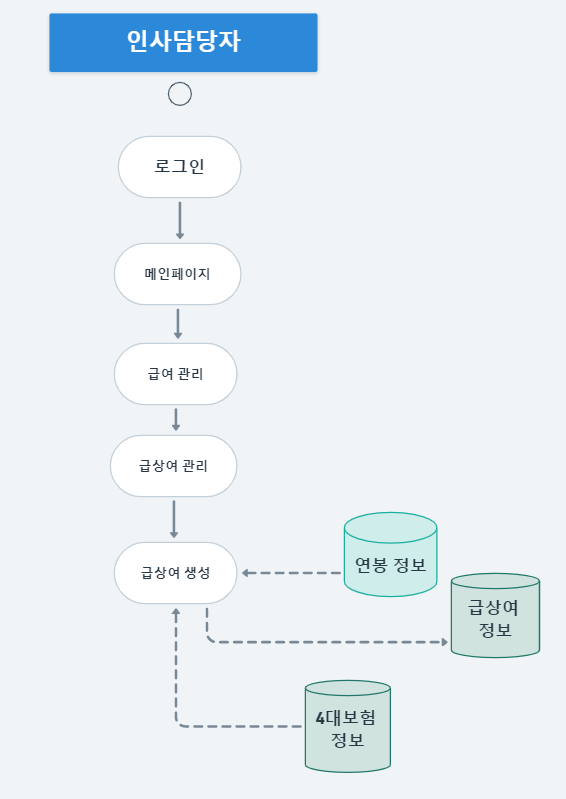 인사담당자
로그인
메인페이지
급여 관리
급상여 관리
급상여 생성
연봉 정보
급상여
정보
4대보험
정보